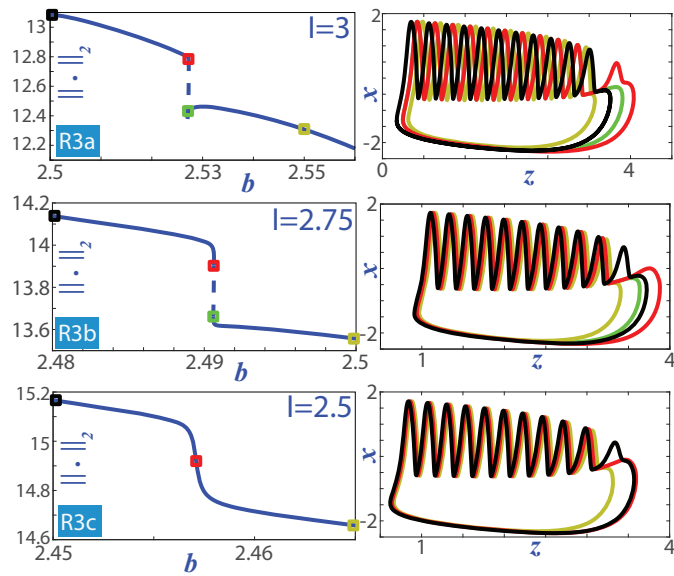 l=3
13
12.8
12.6
12.4
12.2
||•||₂
R3a
2.5
2.53
2.55
b
2
x
-2
0
2
4
z
l=2.75
14.2
14
13.8
13.6
||•||₂
R3b
2.48
2.49
2.5
b
2
x
-2
1
4
z
l=2.5
15.2
15
14.8
14.6
||•||₂
R3c
2.45
2.46
b
2
x
-2
1
4
z